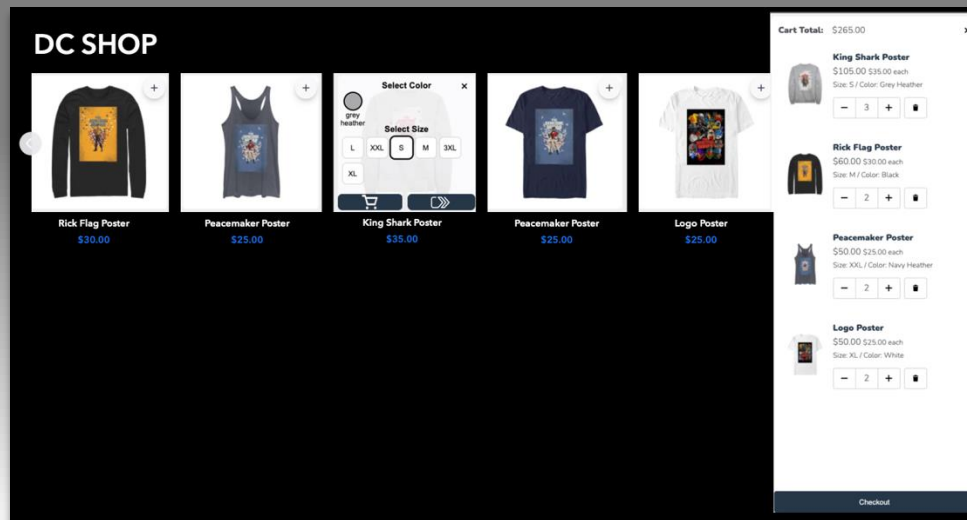 DC SHOP
Rick Flag Poster
$30.00
Peacemaker Poster
$25.00
Select Color
×
grey
heather
Select Size
L XXL S M 3XL
XL
King Shark Poster
$35.00
Peacemaker Poster
$25.00
Logo Poster
$25.00
Cart Total: $265.00
King Shark Poster
$105.00 $35.00 each
Size: S / Color: Grey Heather
− 3 +
Rick Flag Poster
$60.00 $30.00 each
Size: M / Color: Black
− 2 +
Peacemaker Poster
$50.00 $25.00 each
Size: XXL / Color: Navy Heather
− 2 +
Logo Poster
$50.00 $25.00 each
Size: XL / Color: White
− 2 +
Checkout